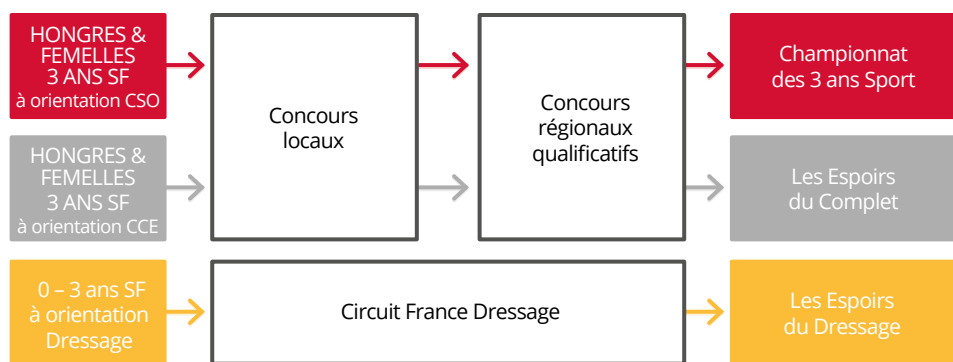 HONGRES &
FEMELLES
3 ANS SF
à orientation CSO
Concours
locaux
Concours
régionaux
qualificatifs
Championnat
des 3 ans Sport
HONGRES &
FEMELLES
3 ANS SF
à orientation CCE
Les Espoirs
du Complet
0 – 3 ans SF
à orientation
Dressage
Circuit France Dressage
Les Espoirs
du Dressage